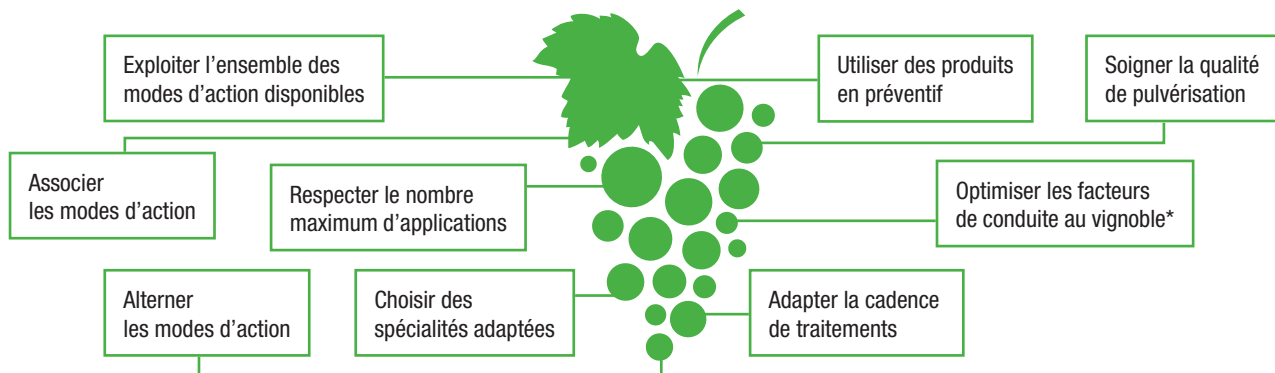 Exploiter l’ensemble des
modes d’action disponibles
Utiliser des produits
en préventif
Soigner la qualité
de pulvérisation
Associer
les modes d’action
Respecter le nombre
maximum d’applications
Optimiser les facteurs
de conduite au vignoble*
Alterner
les modes d’action
Choisir des
spécialités adaptées
Adapter la cadence
de traitements